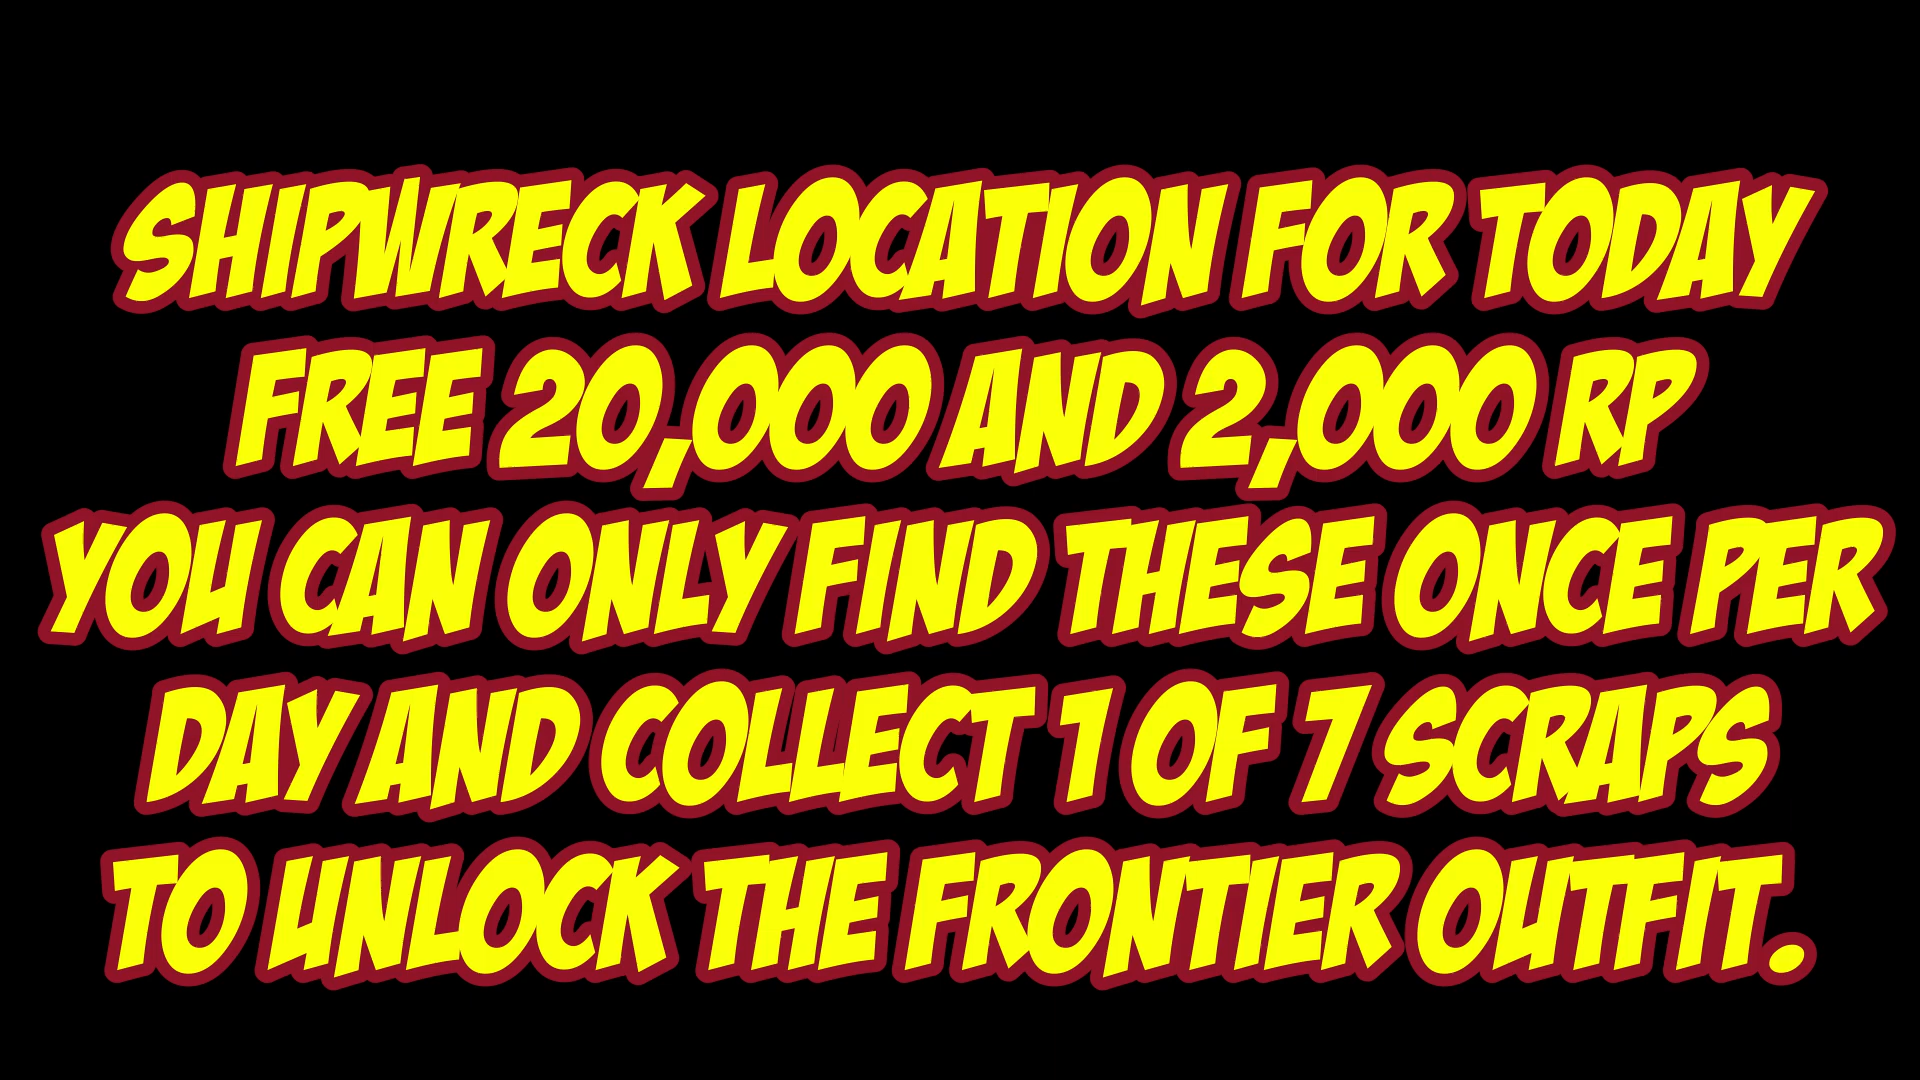 SHIPWRECK LOCATION FOR TODAY
FREE 20,000 AND 2,000 RP
YOU CAN ONLY FIND THESE ONCE PER
DAY AND COLLECT 1 OF 7 SCRAPS
TO UNLOCK THE FRONTIER OUTFIT.